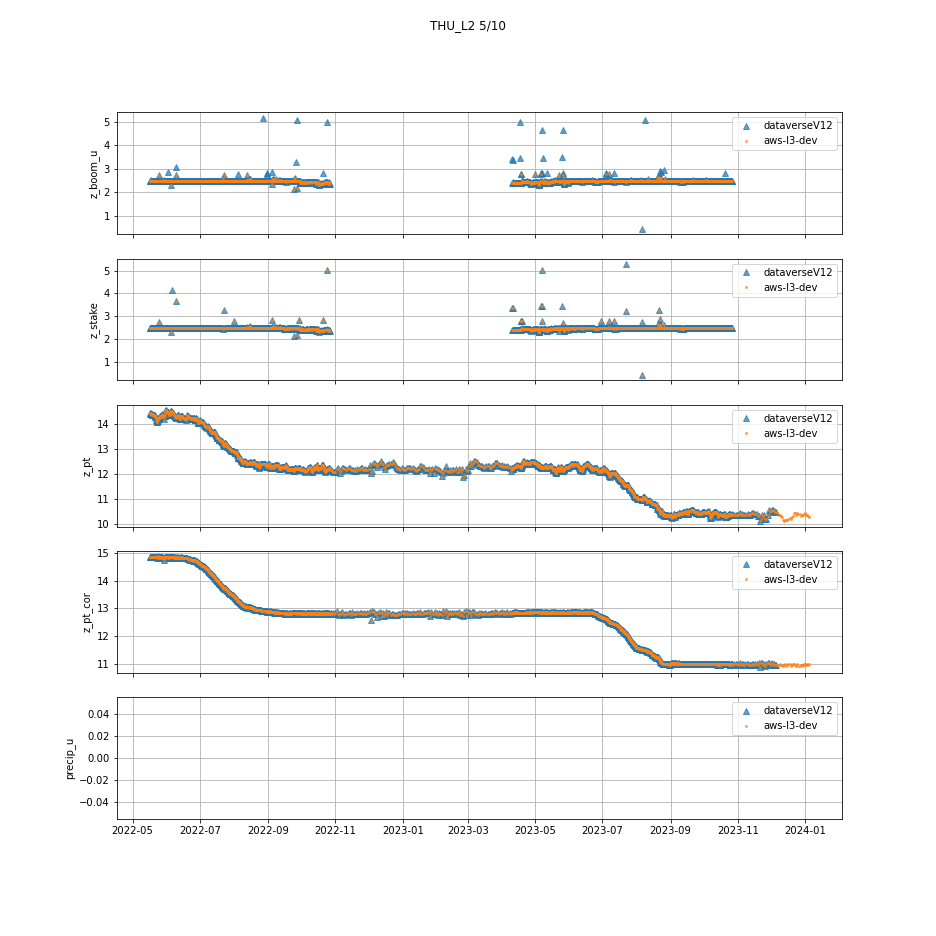 THU_L2 5/10
z_boom_u
5
4
3
2
1
dataverseV12
aws-l3-dev
z_stake
5
4
3
2
1
dataverseV12
aws-l3-dev
z_pt
14
13
12
11
10
dataverseV12
aws-l3-dev
z_pt_cor
15
14
13
12
11
dataverseV12
aws-l3-dev
precip_u
0.04
0.02
0.00
−0.02
−0.04
dataverseV12
aws-l3-dev
2022-05 2022-07 2022-09 2022-11 2023-01 2023-03 2023-05 2023-07 2023-09 2023-11 2024-01